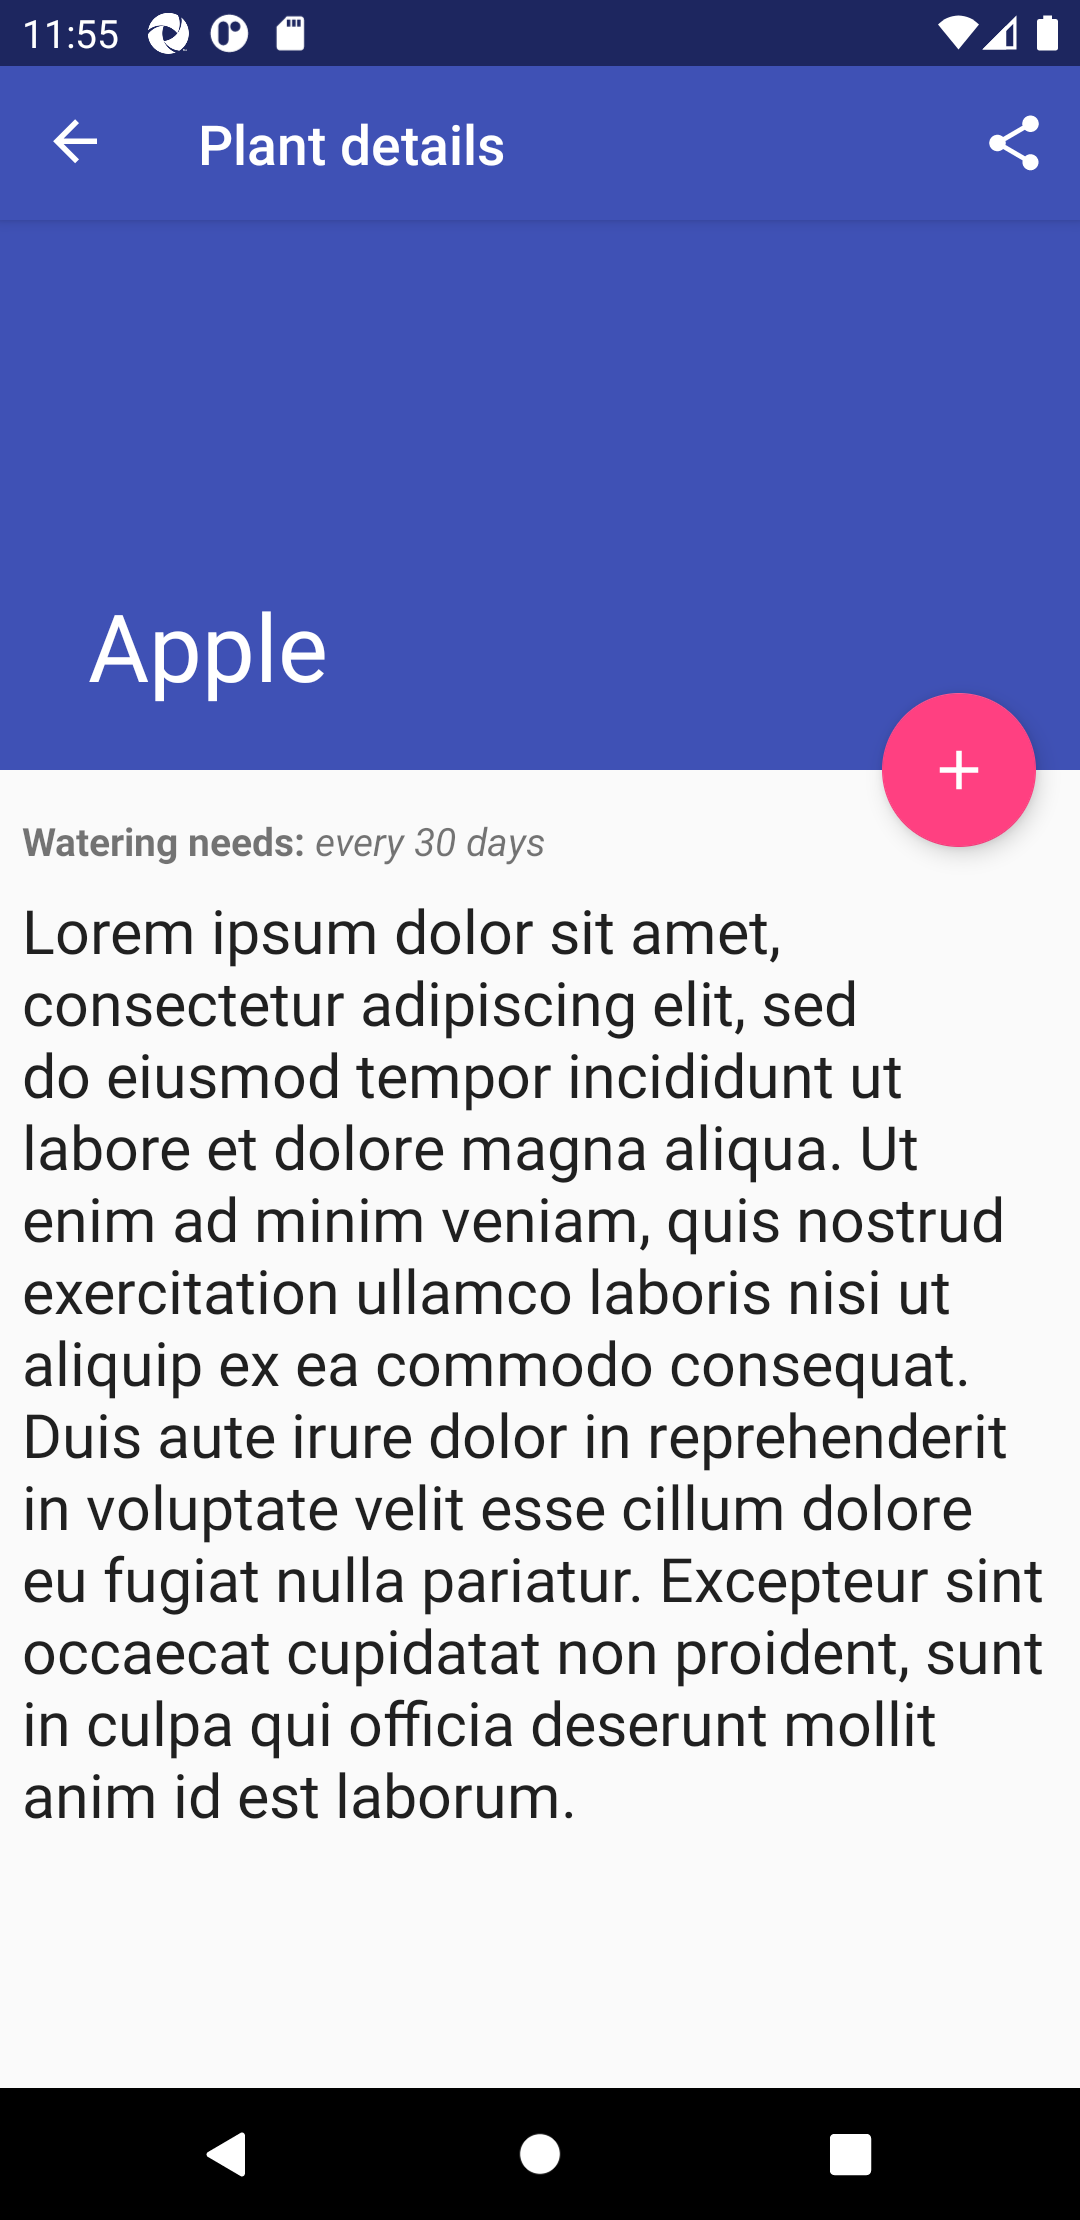 11:55
Plant details
Apple
Watering needs: every 30 days
Lorem ipsum dolor sit amet,
consectetur adipiscing elit, sed
do eiusmod tempor incididunt ut
labore et dolore magna aliqua. Ut
enim ad minim veniam, quis nostrud
exercitation ullamco laboris nisi ut
aliquip ex ea commodo consequat.
Duis aute irure dolor in reprehenderit
in voluptate velit esse cillum dolore
eu fugiat nulla pariatur. Excepteur sint
occaecat cupidatat non proident, sunt
in culpa qui officia deserunt mollit
anim id est laborum.